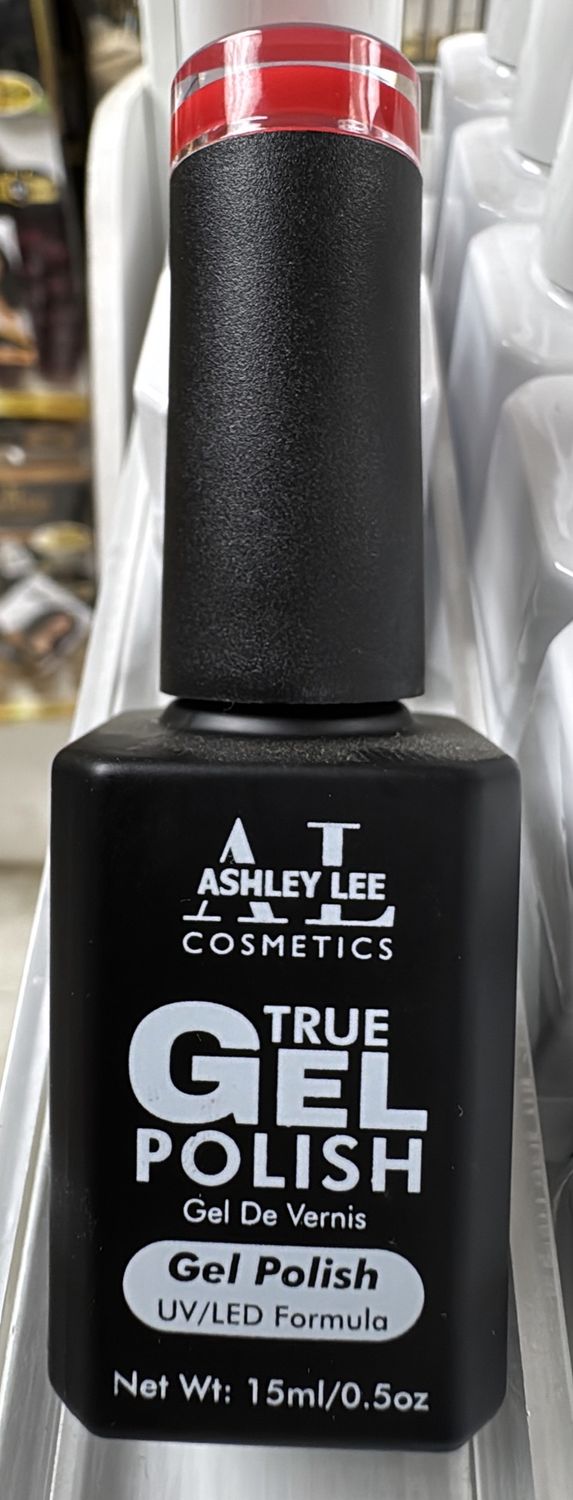 AL
ASHLEY LEE
COSMETICS
TRUE
GEL
POLISH
Gel De Vernis
Gel Polish
UV/LED Formula
Net Wt: 15ml/0.5oz